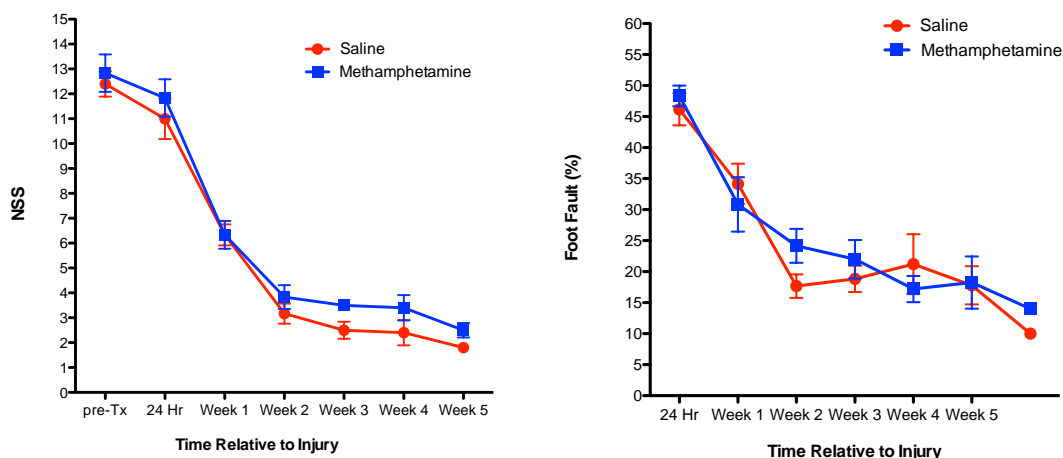 15
14
13
12
11
10
9
8
7
6
5
4
3
2
1
0
NSS
Saline
Methamphetamine
pre-Tx 24 Hr Week 1 Week 2 Week 3 Week 4 Week 5
Time Relative to Injury
60
55
50
45
40
35
30
25
20
15
10
5
0
Foot Fault (%)
Saline
Methamphetamine
24 Hr Week 1 Week 2 Week 3 Week 4 Week 5
Time Relative to Injury